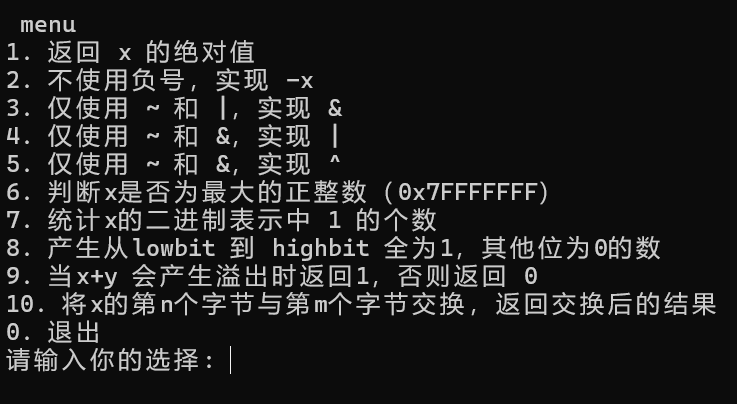 menu
1. 返回 x 的绝对值
2. 不使用负号, 实现 -x
3. 仅使用 ~ 和 |, 实现 &
4. 仅使用 ~ 和 &, 实现 |
5. 仅使用 ~ 和 &, 实现 ^
6. 判断x是否为最大的正整数（0x7FFFFFFF）
7. 统计x的二进制表示中 1 的个数
8. 产生从lowbit 到 highbit 全为1, 其他位为0的数
9. 当x+y 会产生溢出时返回1, 否则返回 0
10. 将x的第n个字节与第m个字节交换, 返回交换后的结果
0. 退出
请输入你的选择: